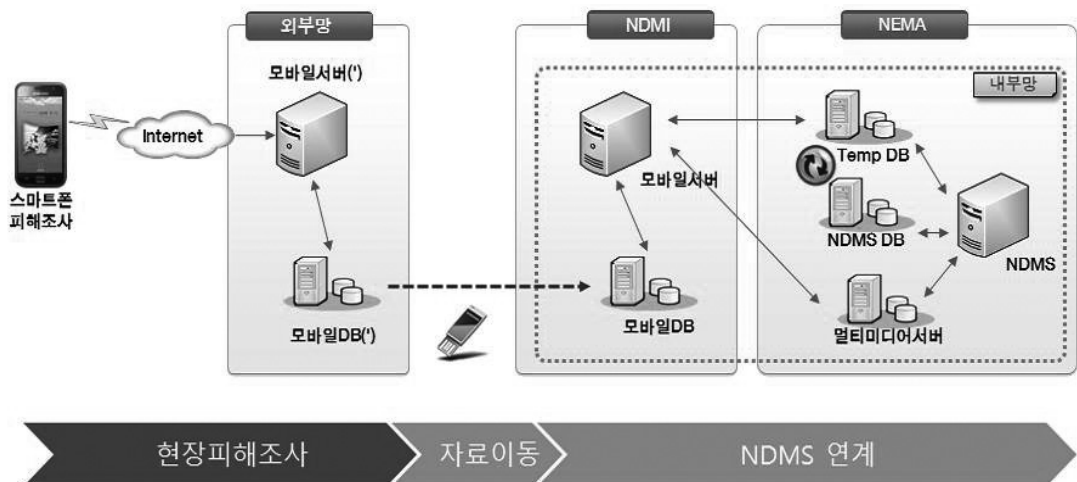 외부망
NDMI
NEMA
모바일서버(')
내부망
Internet
스마트폰
피해조사
모바일서버
Temp DB
NDMS DB
NDMS
모바일DB(')
모바일DB
멀티미디어서버
현장피해조사
자료이동
NDMS 연계